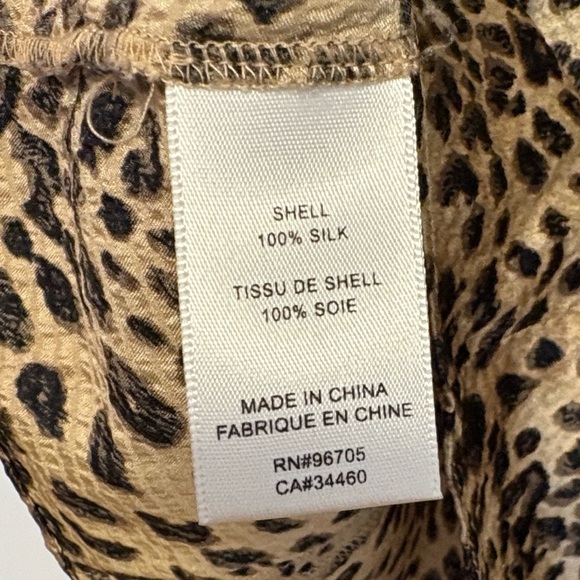 SHELL
100% SILK
TISSU DE SHELL
100% SOIE
MADE IN CHINA
FABRIQUE EN CHINE
RN#96705
CA#34460